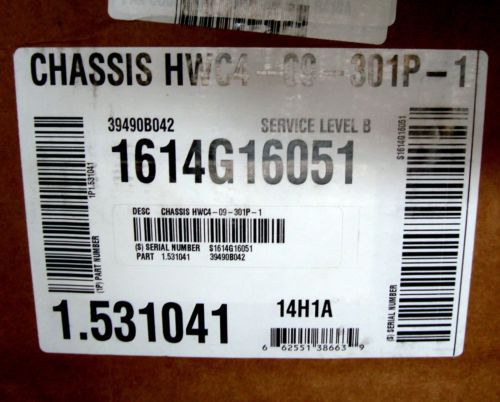 CHASSIS HWC4-09-301P-1
39490B042
SERVICE LEVEL B
1614G16051
1P1.531041
(1P) PART NUMBER
DESC CHASSIS HWC4-09-301P-1
(S) SERIAL NUMBER S1614G16051
PART 1.531041 39490B042
S1614G16051
(S) SERIAL NUMBER
1.531041
14H1A
6 62551 38663 9